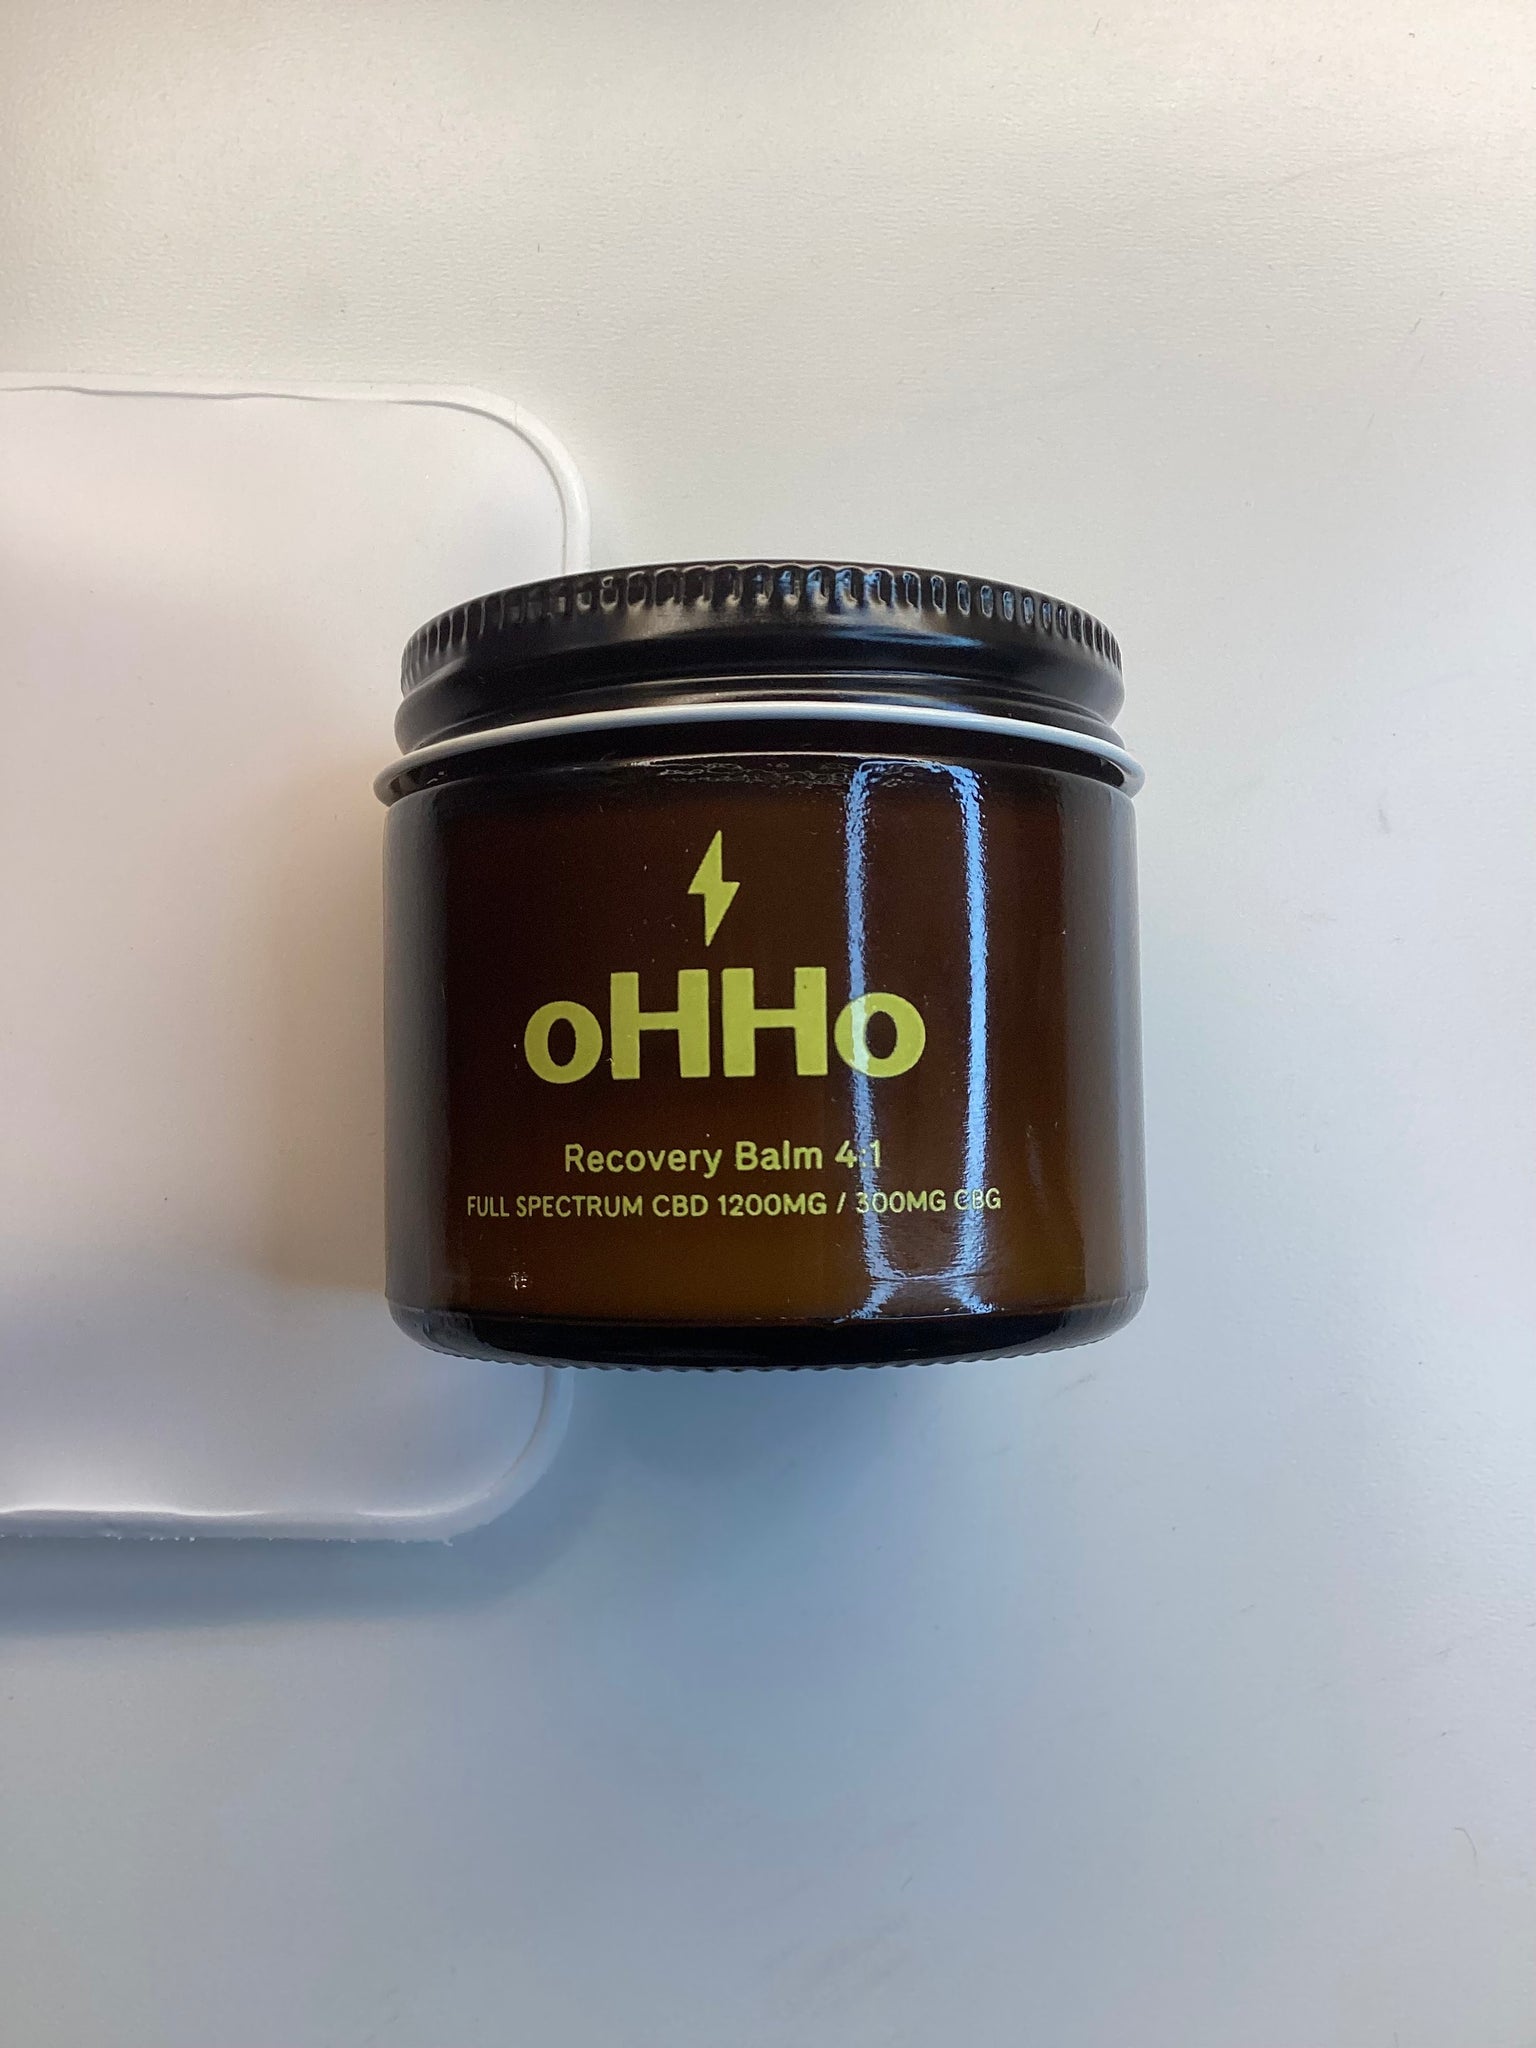 oHHo
Recovery Balm 4:1
FULL SPECTRUM CBD 1200MG / 300MG CBG